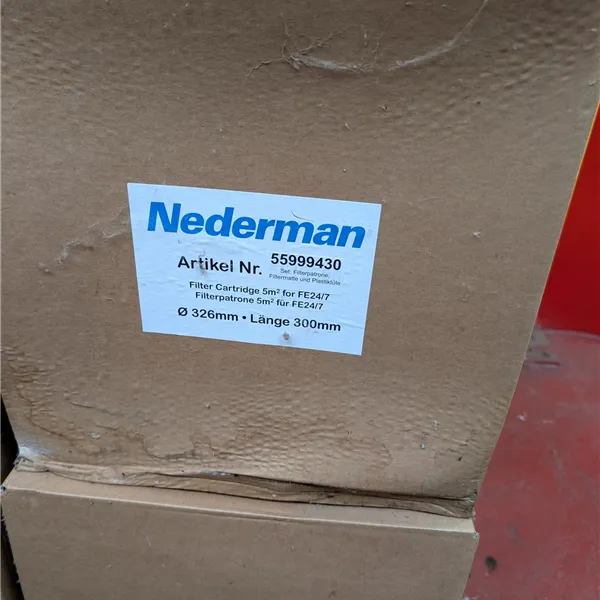 Nederman
Artikel Nr. 55999430
Set: Filterpatrone,
Filtermatte und Plastiktüte
Filter Cartridge 5m² for FE24/7
Filterpatrone 5m² für FE24/7
Ø 326mm • Länge 300mm